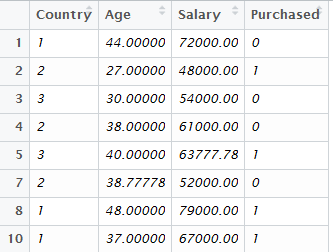 Country Age Salary Purchased
1 1 44.00000 72000.00 0
2 2 27.00000 48000.00 1
3 3 30.00000 54000.00 0
4 2 38.00000 61000.00 0
5 3 40.00000 63777.78 1
7 2 38.77778 52000.00 0
8 1 48.00000 79000.00 1
10 1 37.00000 67000.00 1